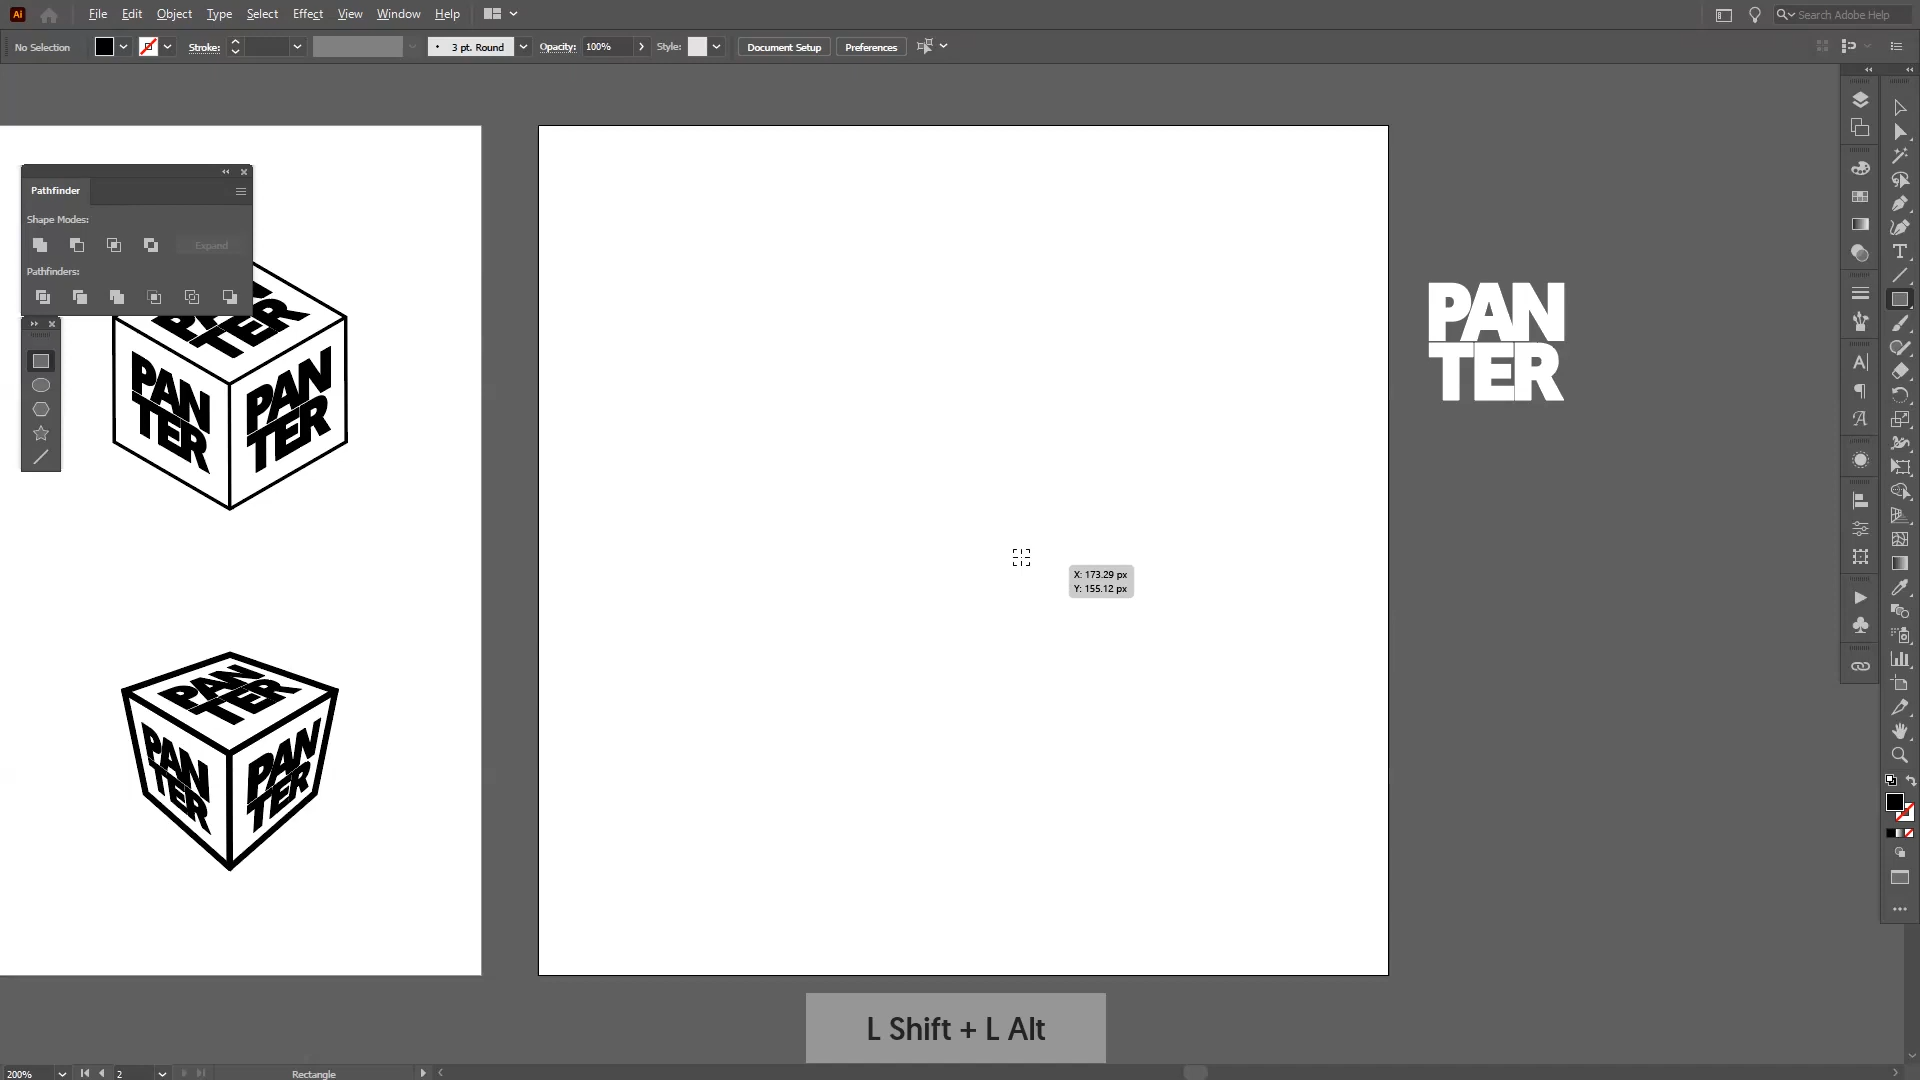 Ai
File Edit Object Type Select Effect View Window Help
Search Adobe Help
No Selection
Stroke:
3 pt. Round
Opacity: 100%
Style:
Document Setup
Preferences
Pathfinder
Shape Modes:
Expand
Pathfinders:
TER
PAN
TER
PAN
TER
PAN
TER
PAN
TER
PAN
TER
PAN
TER
X: 173.29 px
Y: 155.12 px
L Shift + L Alt
200%
2
Rectangle